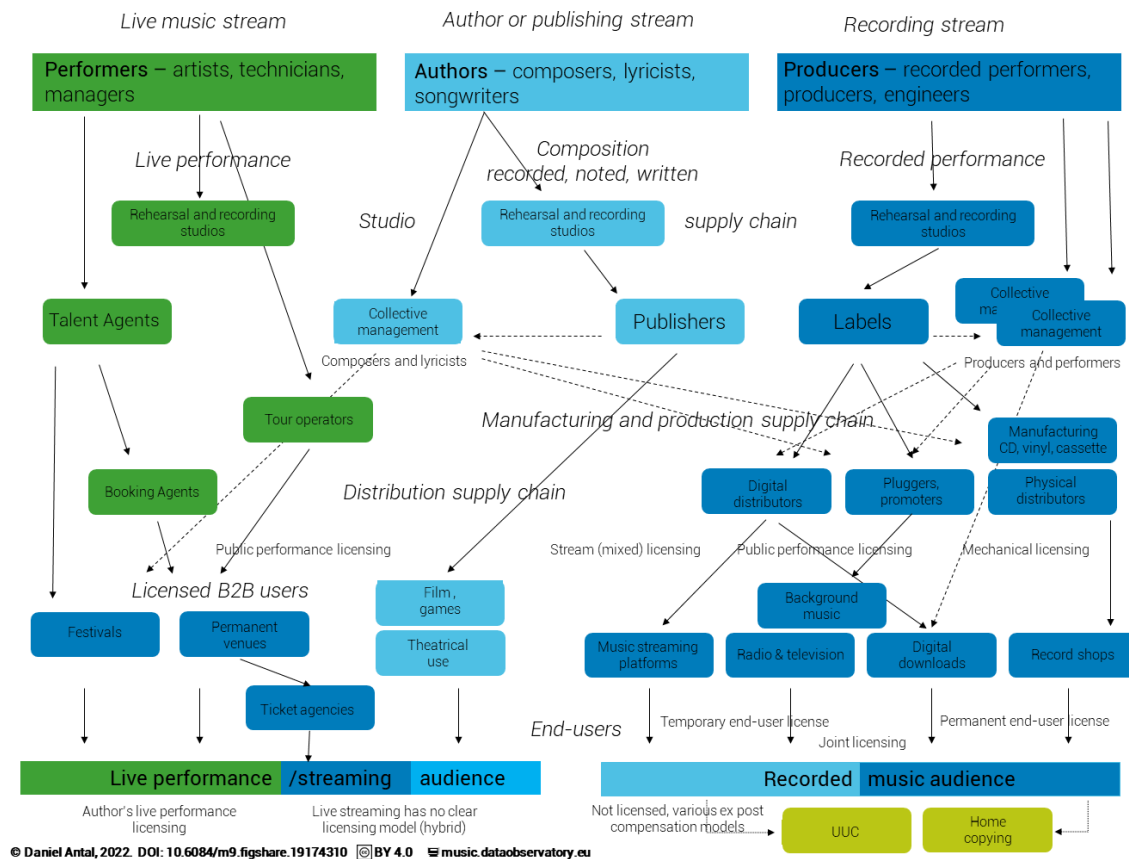 Live music stream
Author or publishing stream
Recording stream
Performers – artists, technicians,
managers
Authors – composers, lyricists,
songwriters
Producers – recorded performers,
producers, engineers
Live performance
Composition
recorded, noted, written
Recorded performance
Rehearsal and recording
studios
Studio
Rehearsal and recording
studios
supply chain
Rehearsal and recording
studios
Talent Agents
Collective
management
Publishers
Labels
Collective
Collective
management
Composers and lyricists
Producers and performers
Tour operators
Manufacturing and production supply chain
Manufacturing
CD, vinyl, cassette
Booking Agents
Distribution supply chain
Digital
distributors
Pluggers,
promoters
Physical
distributors
Public performance licensing
Stream (mixed) licensing
Public performance licensing
Mechanical licensing
Licensed B2B users
Film ,
games
Background
music
Festivals
Permanent
venues
Theatrical
use
Music streaming
platforms
Radio & television
Digital
downloads
Record shops
Ticket agencies
End-users
Temporary end-user license
Permanent end-user license
Joint licensing
Live performance /streaming audience
Recorded music audience
Author's live performance
licensing
Live streaming has no clear
licensing model (hybrid)
Not licensed, various ex post
compensation models
UUC
Home
copying
© Daniel Antal, 2022. DOI: 10.6084/m9.figshare.19174310 cc BY 4.0 music.dataobservatory.eu